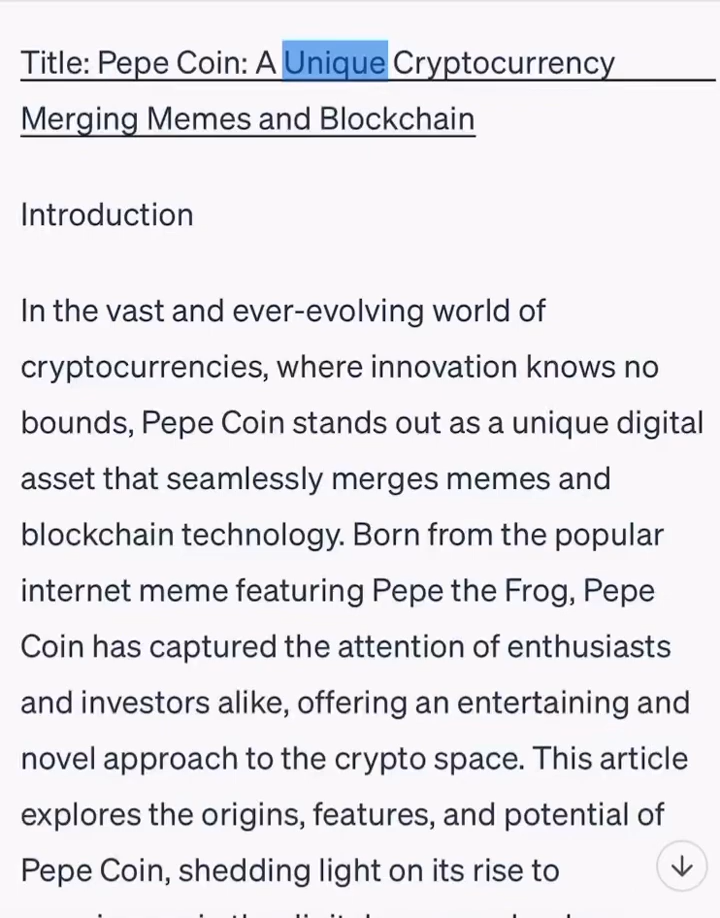 Title: Pepe Coin: A Unique Cryptocurrency
Merging Memes and Blockchain
Introduction
In the vast and ever-evolving world of
cryptocurrencies, where innovation knows no
bounds, Pepe Coin stands out as a unique digital
asset that seamlessly merges memes and
blockchain technology. Born from the popular
internet meme featuring Pepe the Frog, Pepe
Coin has captured the attention of enthusiasts
and investors alike, offering an entertaining and
novel approach to the crypto space. This article
explores the origins, features, and potential of
Pepe Coin, shedding light on its rise to